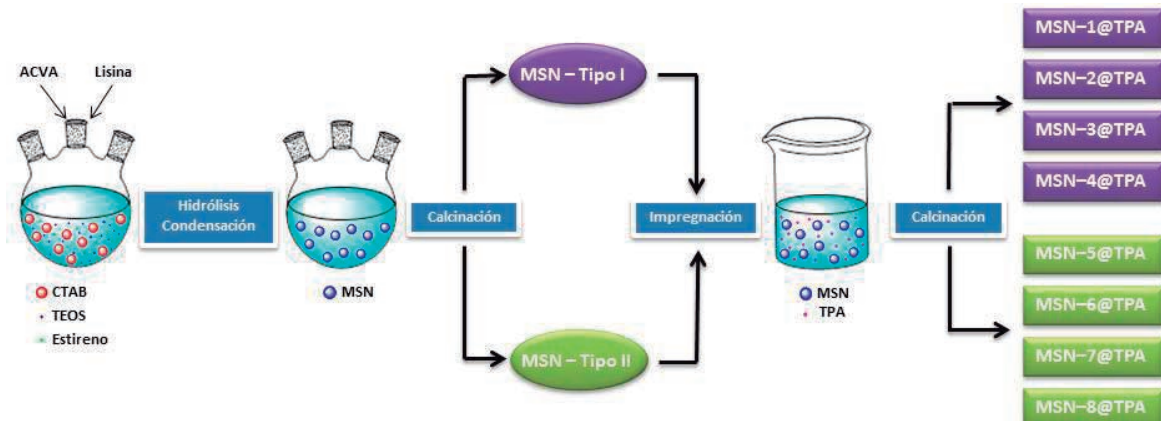 ACVA
Lisina
Hidrólisis
Condensación
CTAB
TEOS
Estireno
MSN
Calcinación
MSN – Tipo I
MSN – Tipo II
Impregnación
MSN
TPA
Calcinación
MSN–1@TPA
MSN–2@TPA
MSN–3@TPA
MSN–4@TPA
MSN–5@TPA
MSN–6@TPA
MSN–7@TPA
MSN–8@TPA